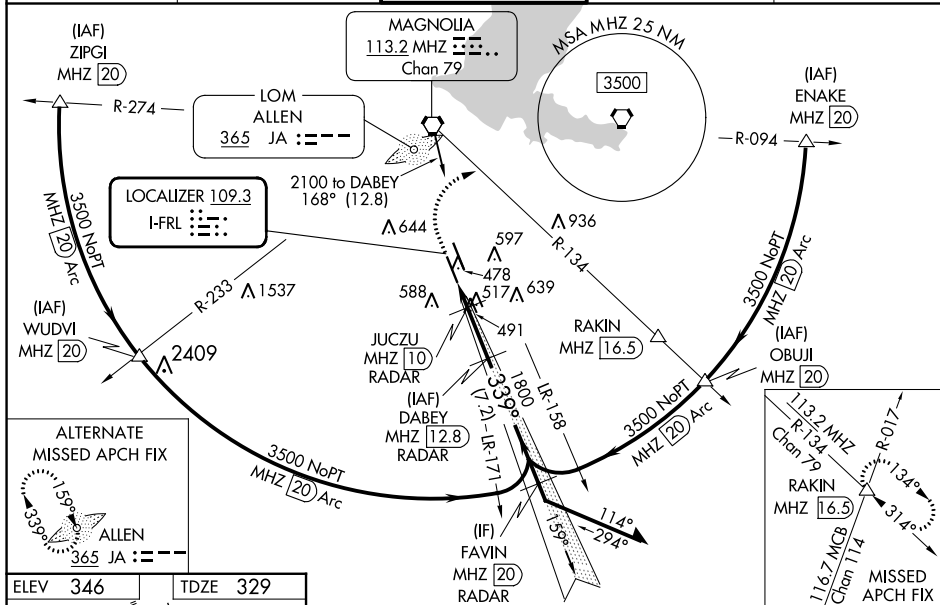 (IAF)
ZIPGI
MHZ 20
R-274
MAGNOLIA
113.2 MHZ
Chan 79
MSA MHZ 25 NM
3500
(IAF)
ENAKE
MHZ 20
R-094
LOM
ALLEN
365 JA
2100 to DABEY
168° (12.8)
LOCALIZER 109.3
I-FRL
3500 NoPT
MHZ 20 Arc
644
936
597
478
R-134
3500 NoPT
MHZ 20 Arc
R-233
1537
588
517
639
491
(IAF)
WUDVI
MHZ 20
2409
JUCZU
MHZ 10
RADAR
RAKIN
MHZ 16.5
(IAF)
OBUJI
MHZ 20
(IAF)
DABEY
MHZ 12.8
RADAR
339°
1800
(7.2)
LR-158
LR-171
3500 NoPT
MHZ 20 Arc
3500 NoPT
MHZ 20 Arc
ALTERNATE
MISSED APCH FIX
159°
339°
ALLEN
365 JA
(IF)
FAVIN
MHZ 20
RADAR
159°
114°
294°
113.2 MHZ
R-134
Chan 79
R-017
RAKIN
MHZ 16.5
134°
314°
116.7 MCB
Chan 114
MISSED
APCH FIX
ELEV 346
TDZE 329